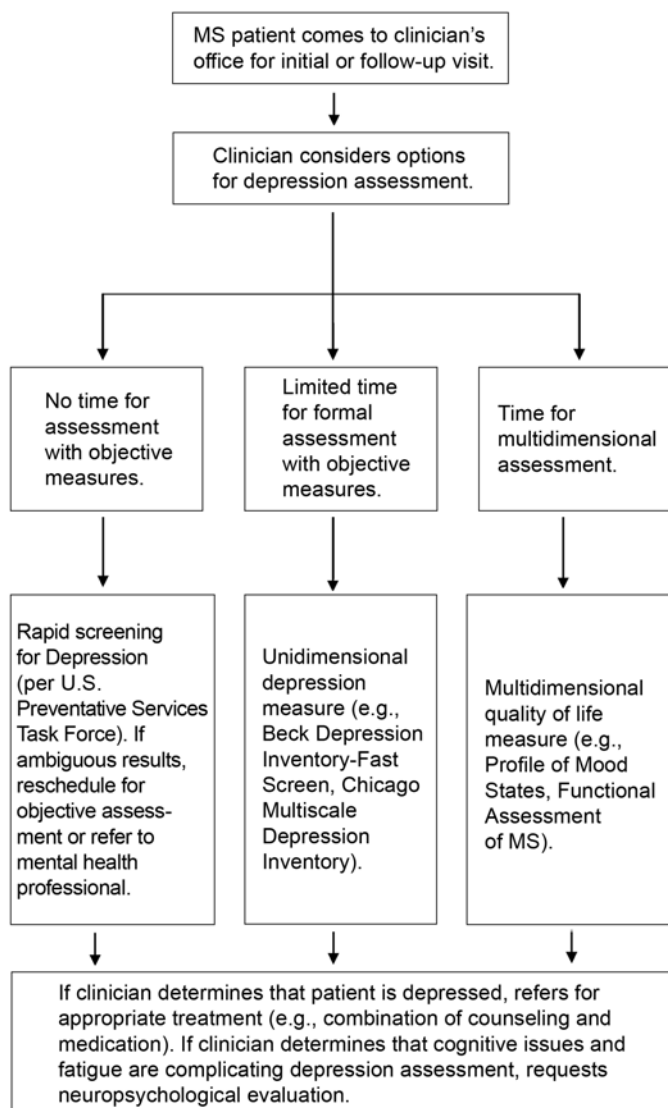 MS patient comes to clinician's
office for initial or follow-up visit.
Clinician considers options
for depression assessment.
No time for
assessment
with objective
measures.
Limited time
for formal
assessment
with objective
measures.
Time for
multidimensional
assessment.
Rapid screening
for Depression
(per U.S.
Preventative Services
Task Force). If
ambiguous results,
reschedule for
objective assess-
ment or refer to
mental health
professional.
Unidimensional
depression
measure (e.g.,
Beck Depression
Inventory-Fast
Screen, Chicago
Multiscale
Depression
Inventory).
Multidimensional
quality of life
measure (e.g.,
Profile of Mood
States, Functional
Assessment
of MS).
If clinician determines that patient is depressed, refers for
appropriate treatment (e.g., combination of counseling and
medication). If clinician determines that cognitive issues and
fatigue are complicating depression assessment, requests
neuropsychological evaluation.